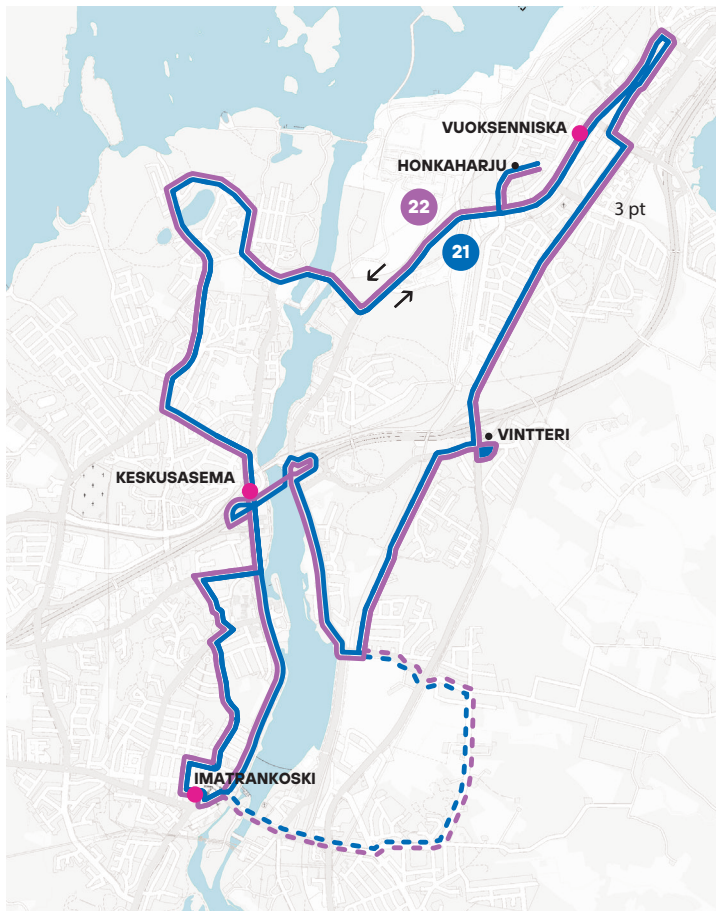 VUOKSENNISKA
HONKAHARJU
22
3 pt
21
VINTTERI
KESKUSASEMA
IMATRANKOSKI